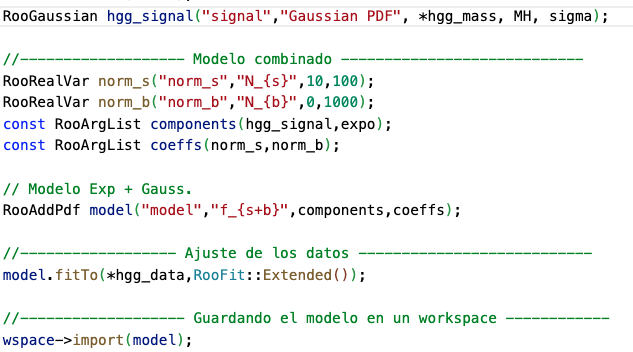 RooGaussian hgg_signal("signal","Gaussian PDF", *hgg_mass, MH, sigma);
//------------------- Modelo combinado ----------------------------
RooRealVar norm_s("norm_s","N_{s}",10,100);
RooRealVar norm_b("norm_b","N_{b}",0,1000);
const RooArgList components(hgg_signal,expo);
const RooArgList coeffs(norm_s,norm_b);
// Modelo Exp + Gauss.
RooAddPdf model("model","f_{s+b}",components,coeffs);
//------------------ Ajuste de los datos ---------------------------
model.fitTo(*hgg_data,RooFit::Extended());
//------------------- Guardando el modelo en un workspace ------------
wspace->import(model);